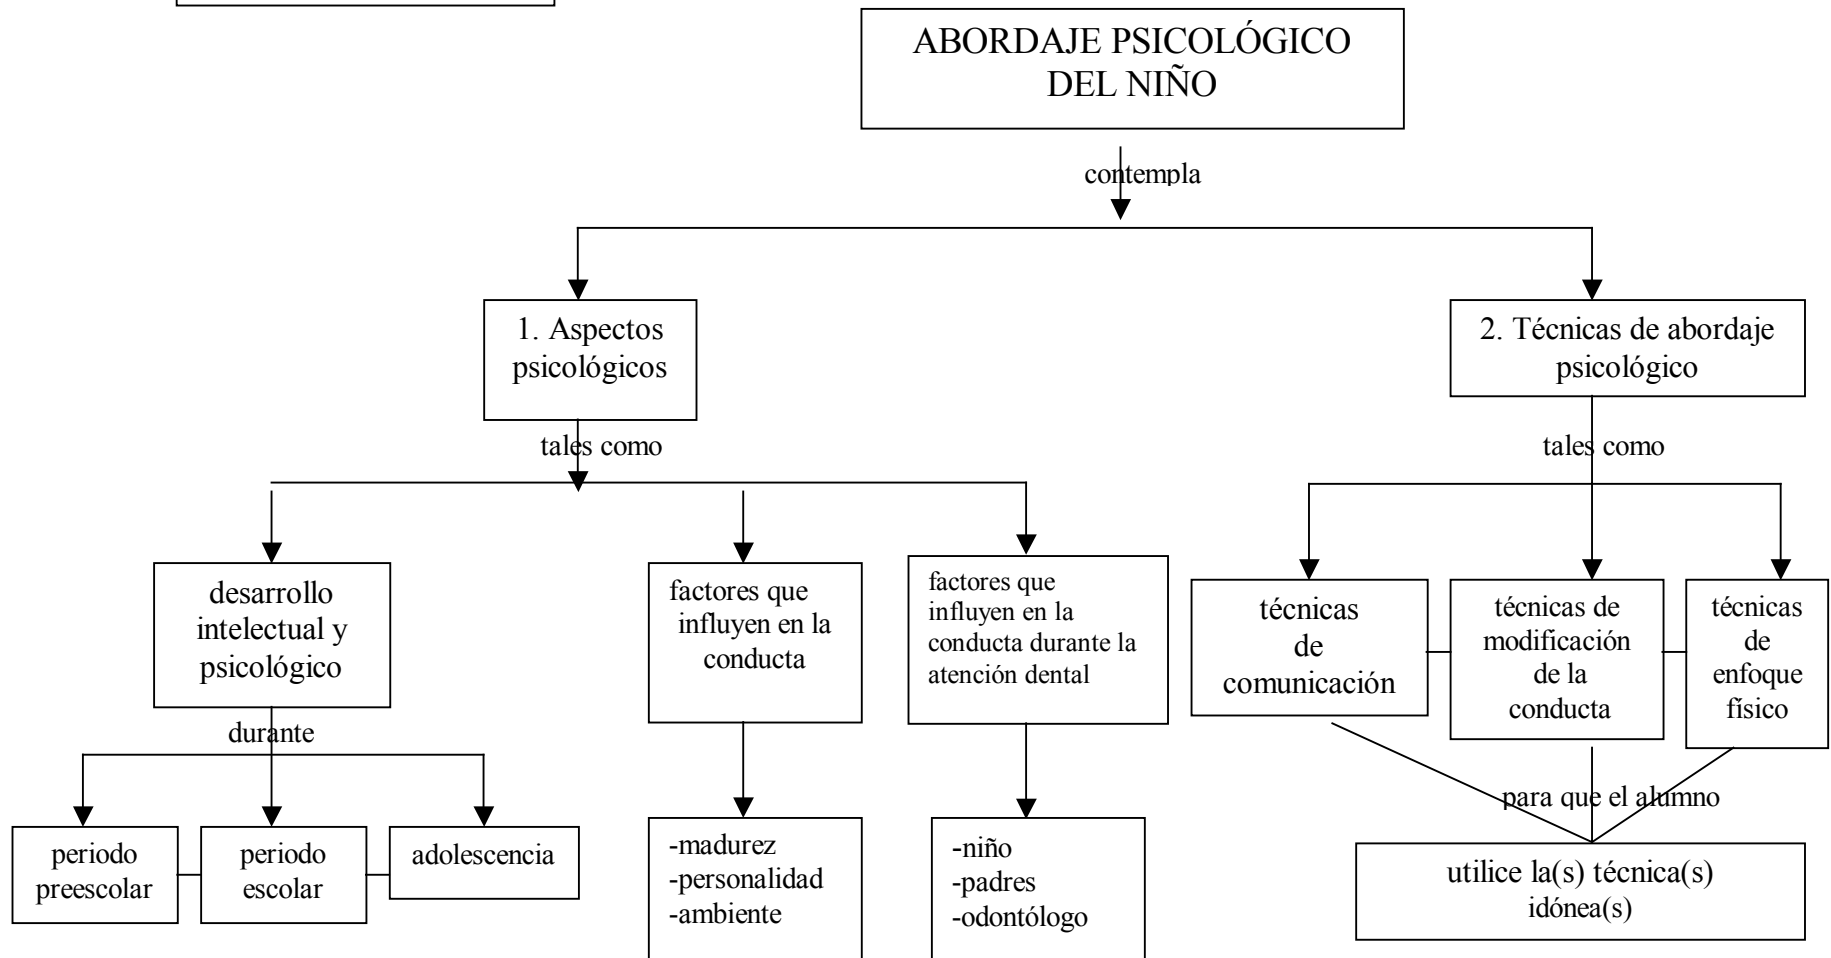 ABORDAJE PSICOLÓGICO
DEL NIÑO
contempla
1. Aspectos
psicológicos
2. Técnicas de abordaje
psicológico
tales como
tales como
desarrollo
intelectual y
psicológico
factores que
influyen en la
conducta
factores que
influyen en la
conducta durante la
atención dental
técnicas
de
comunicación
técnicas de
modificación
de la
conducta
técnicas
de
enfoque
físico
durante
para que el alumno
periodo
preescolar
periodo
escolar
adolescencia
-madurez
-personalidad
-ambiente
-niño
-padres
-odontólogo
utilice la(s) técnica(s)
idónea(s)